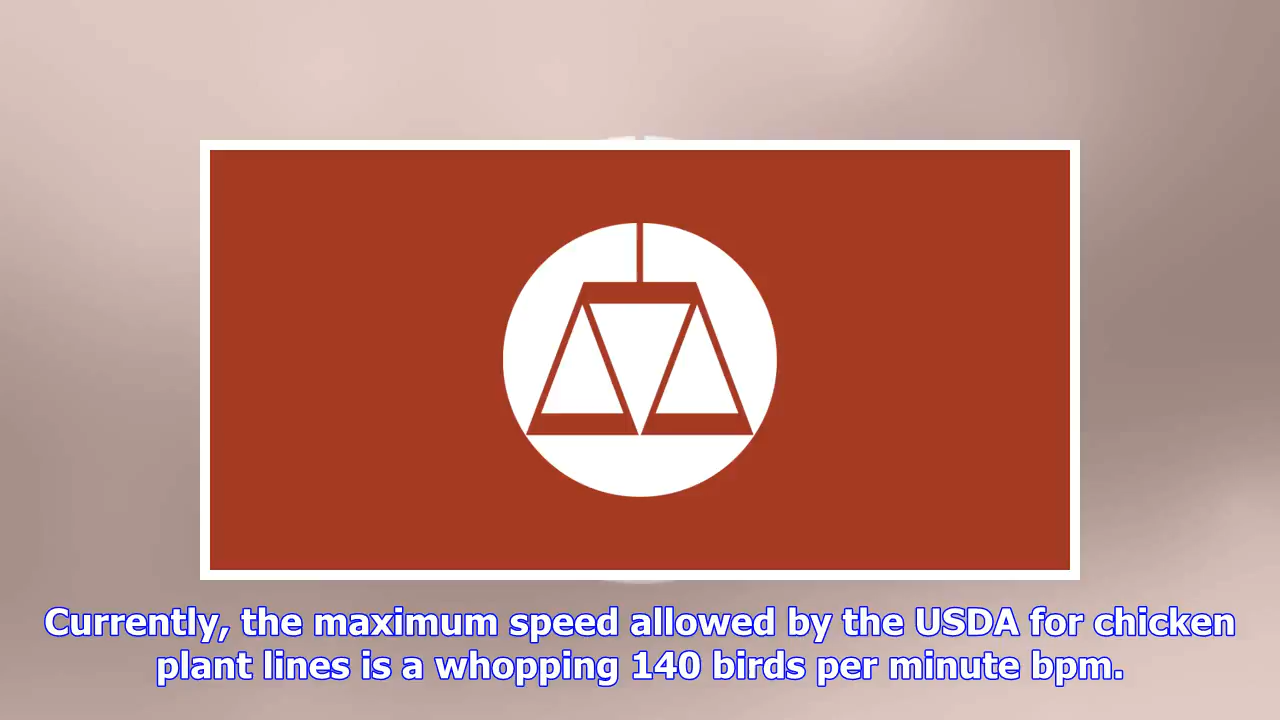 Currently, the maximum speed allowed by the USDA for chicken
plant lines is a whopping 140 birds per minute bpm.